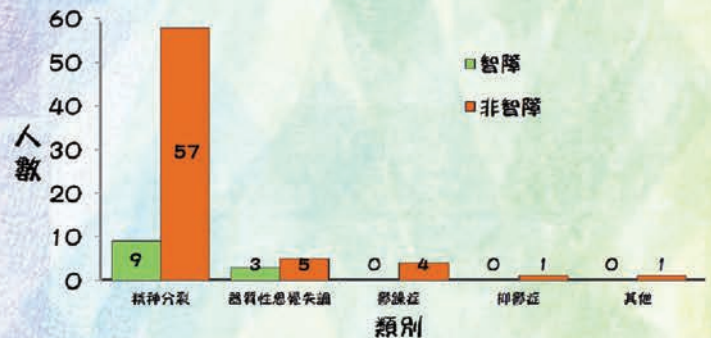 60
50
40
30
20
10
0
人數
智障
非智障
9
57
3
5
0
4
0
1
0
1
精神分裂
器質性思覺失調
鬱躁症
抑鬱症
其他
類別